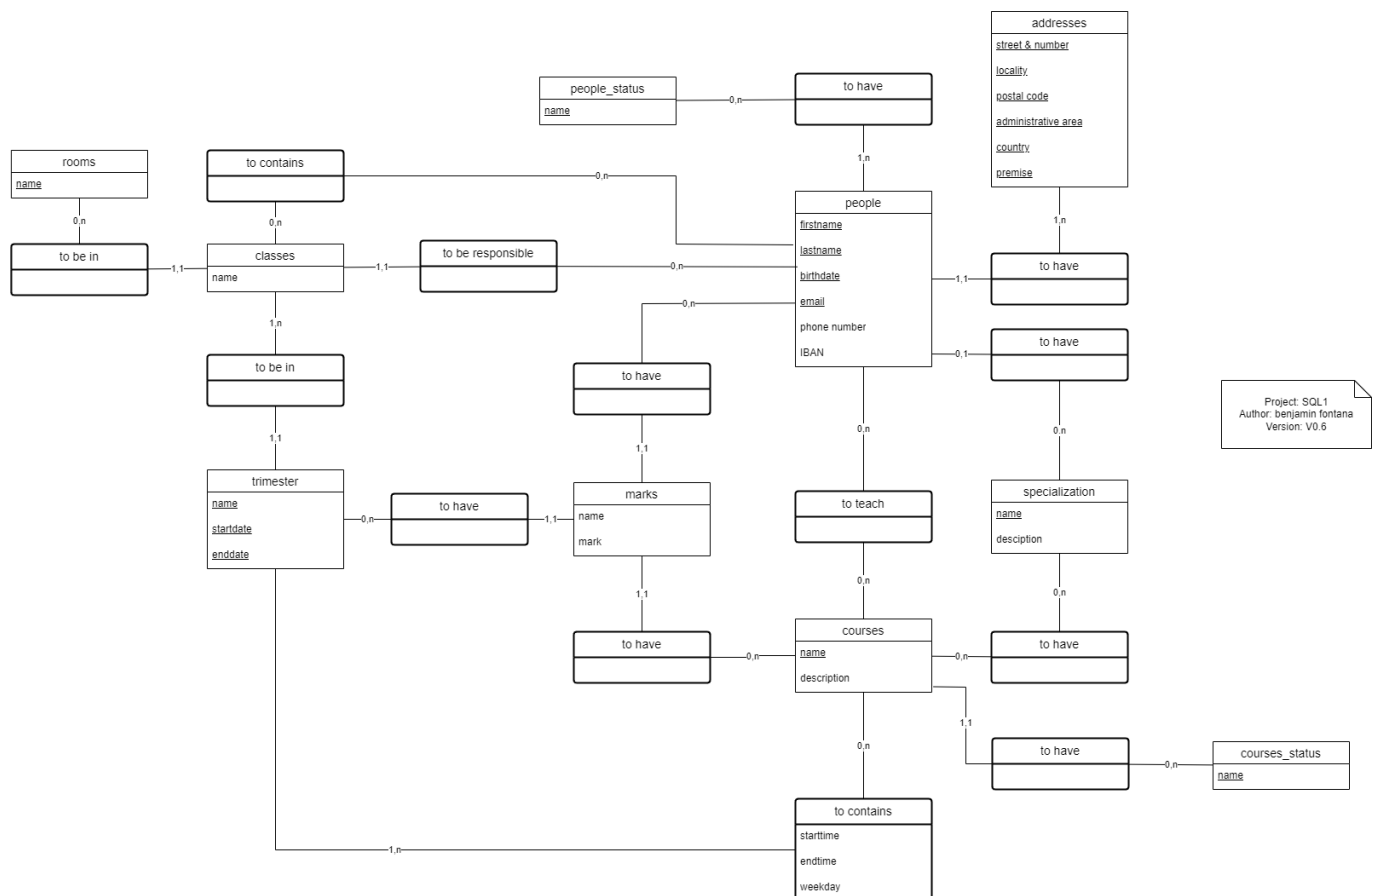 addresses
street & number
locality
postal code
administrative area
country
premise
people_status
name
0,n
to have
1,n
rooms
name
0,n
to contains
0,n
0,n
people
firstname
lastname
birthdate
email
phone number
IBAN
1,n
to be in
1,1
classes
name
1,1
to be responsible
0,n
1,1
to have
0,n
to have
0,1
1,n
to be in
to have
0,n
Project: SQL1
Author: benjamin fontana
Version: V0.6
1,1
1,1
0,n
trimester
name
startdate
enddate
0,n
to have
1,1
marks
name
mark
to teach
specialization
name
desciption
1,1
0,n
0,n
to have
0,n
courses
name
description
0,n
to have
1,1
0,n
to have
0,n
courses_status
name
to contains
starttime
endtime
weekday
1,n